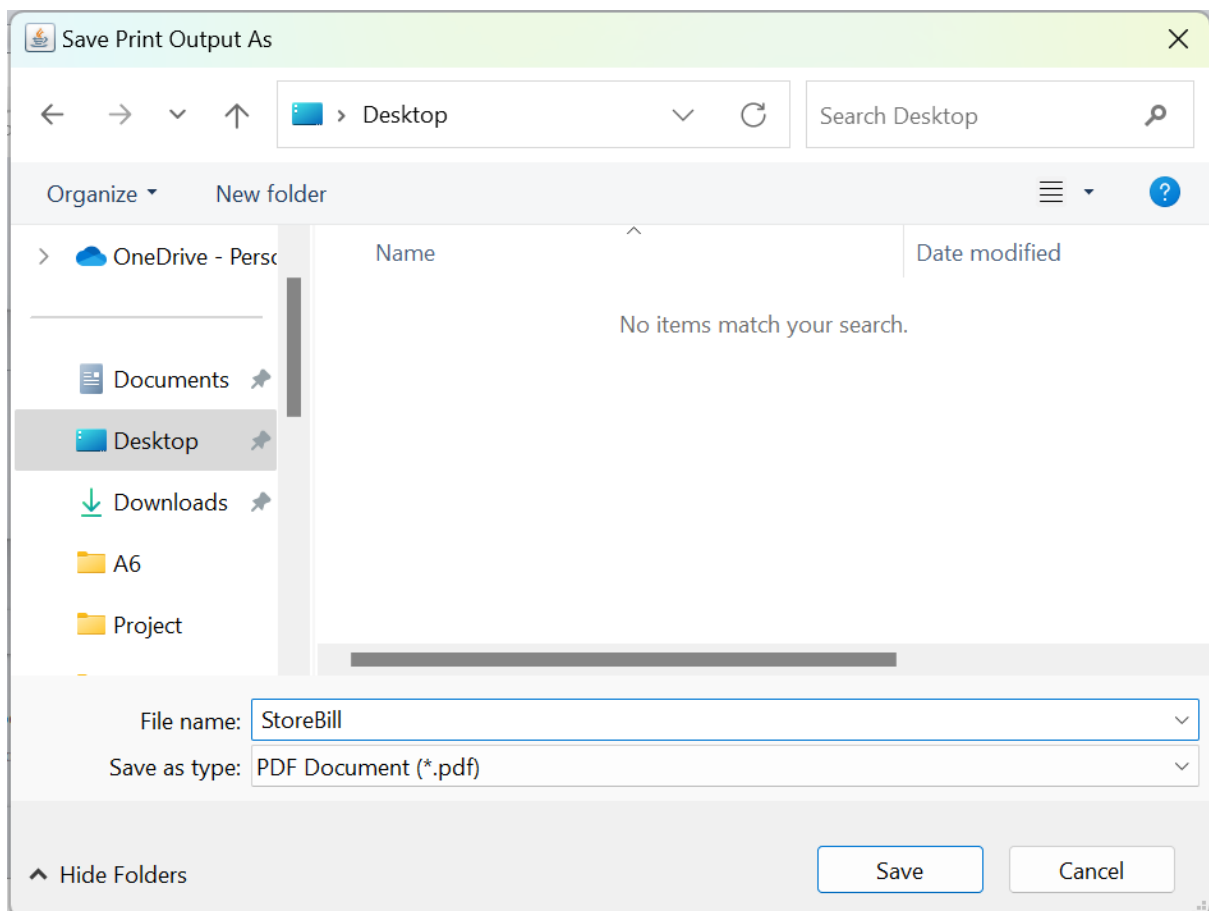 Save Print Output As
Desktop
Search Desktop
Organize
New folder
OneDrive - Persc
Name
Date modified
No items match your search.
Documents
Desktop
Downloads
A6
Project
File name: StoreBill
Save as type: PDF Document (*.pdf)
Hide Folders
Save
Cancel